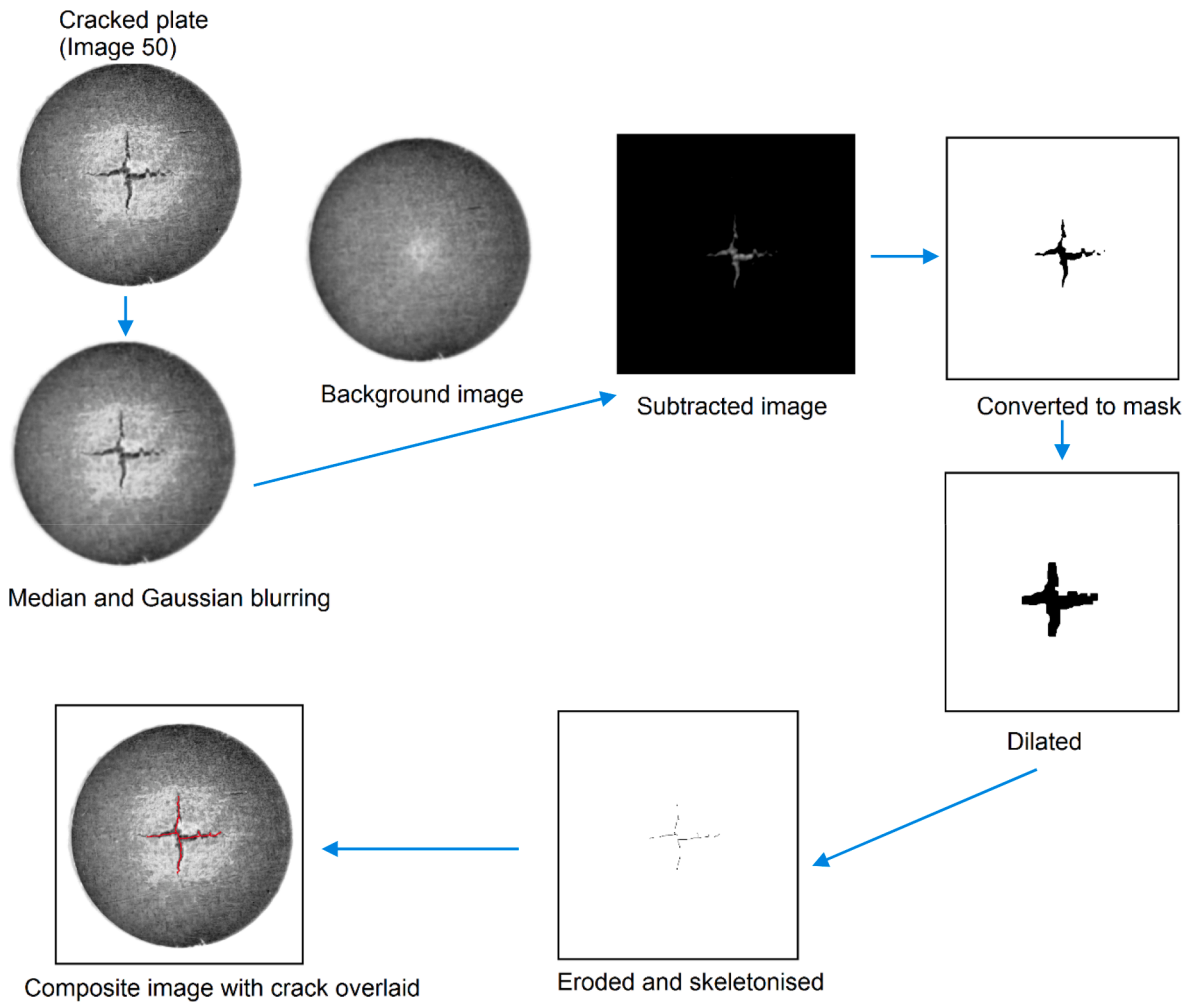 Cracked plate
(Image 50)
Background image
Subtracted image
Converted to mask
Median and Gaussian blurring
Dilated
Composite image with crack overlaid
Eroded and skeletonised